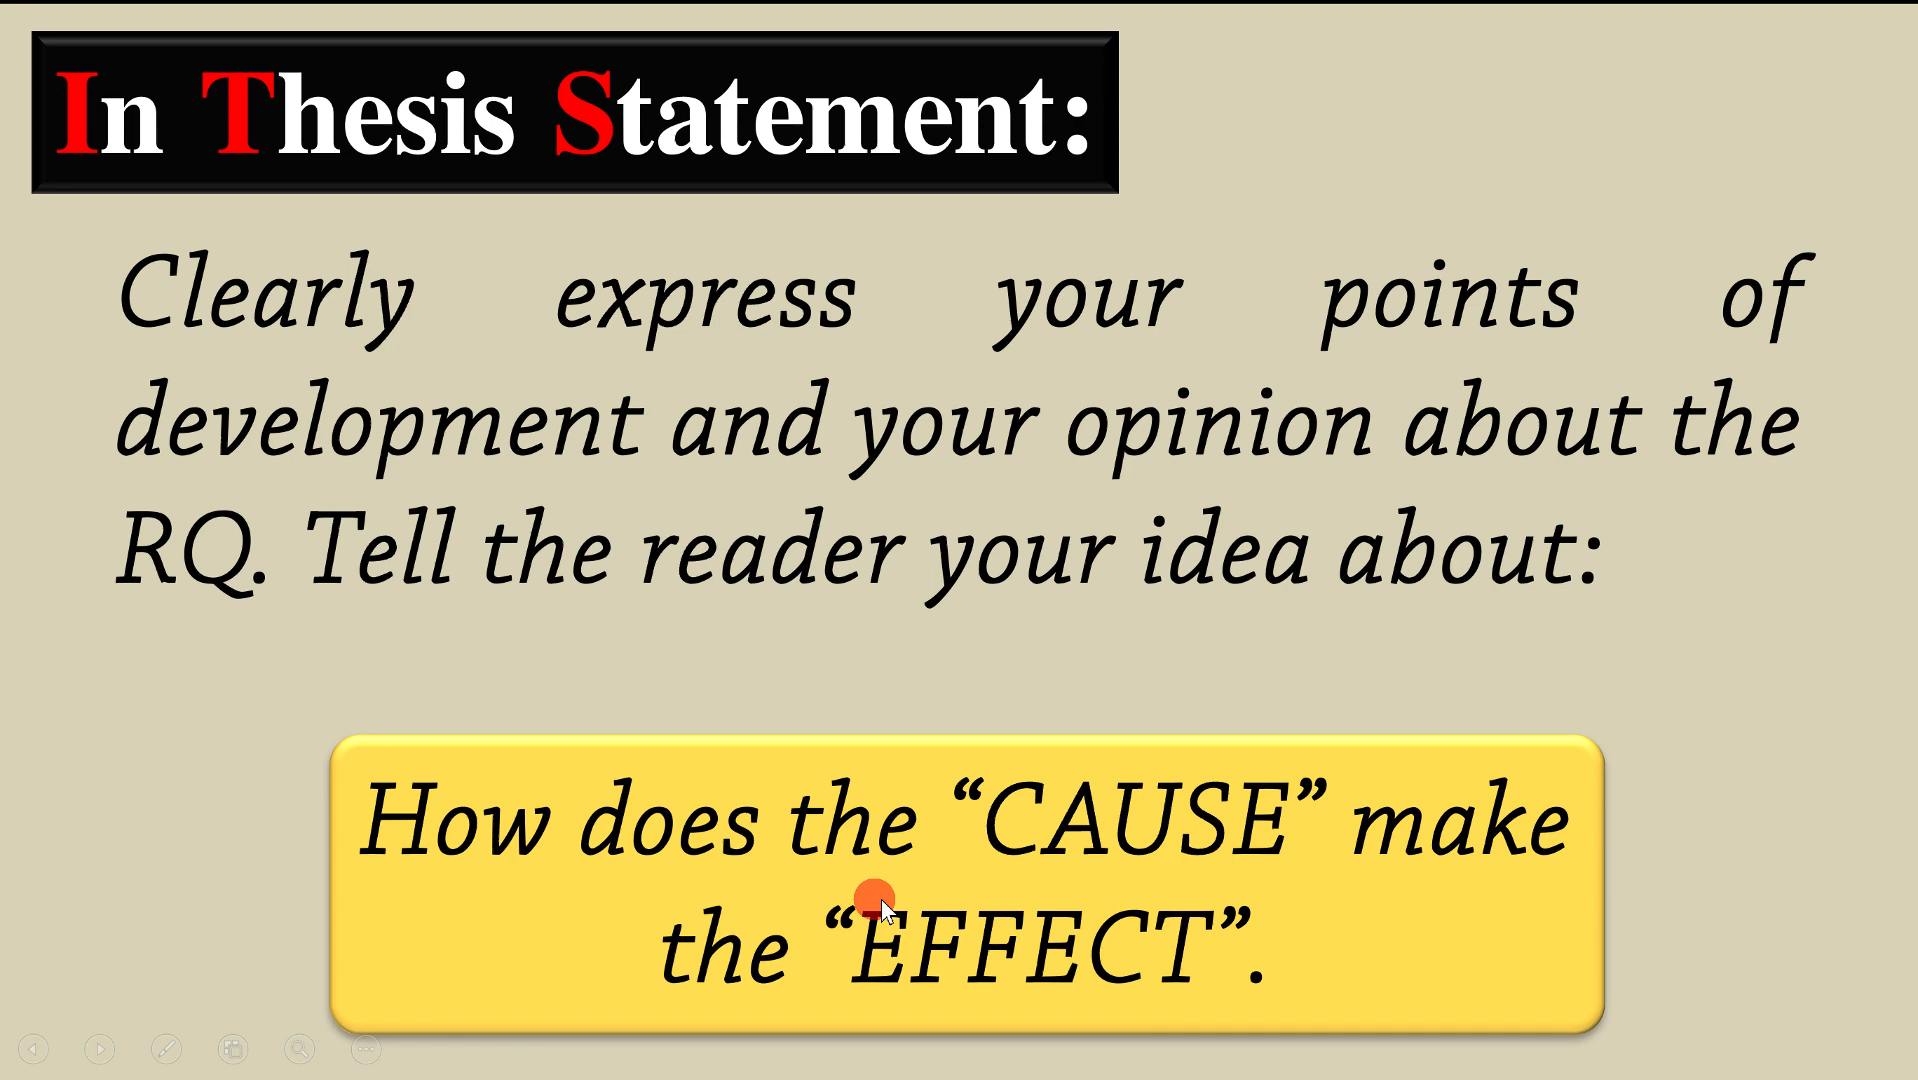 In Thesis Statement:
Clearly express your points of
development and your opinion about the
RQ. Tell the reader your idea about:
How does the “CAUSE” make
the “EFFECT”.